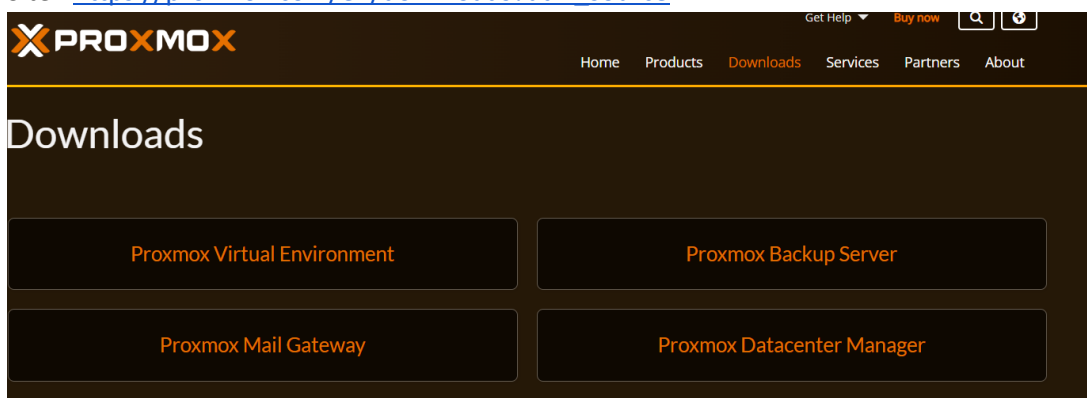 PROXMOX
Get Help
Buy now
Home Products Downloads Services Partners About
Downloads
Proxmox Virtual Environment
Proxmox Backup Server
Proxmox Mail Gateway
Proxmox Datacenter Manager